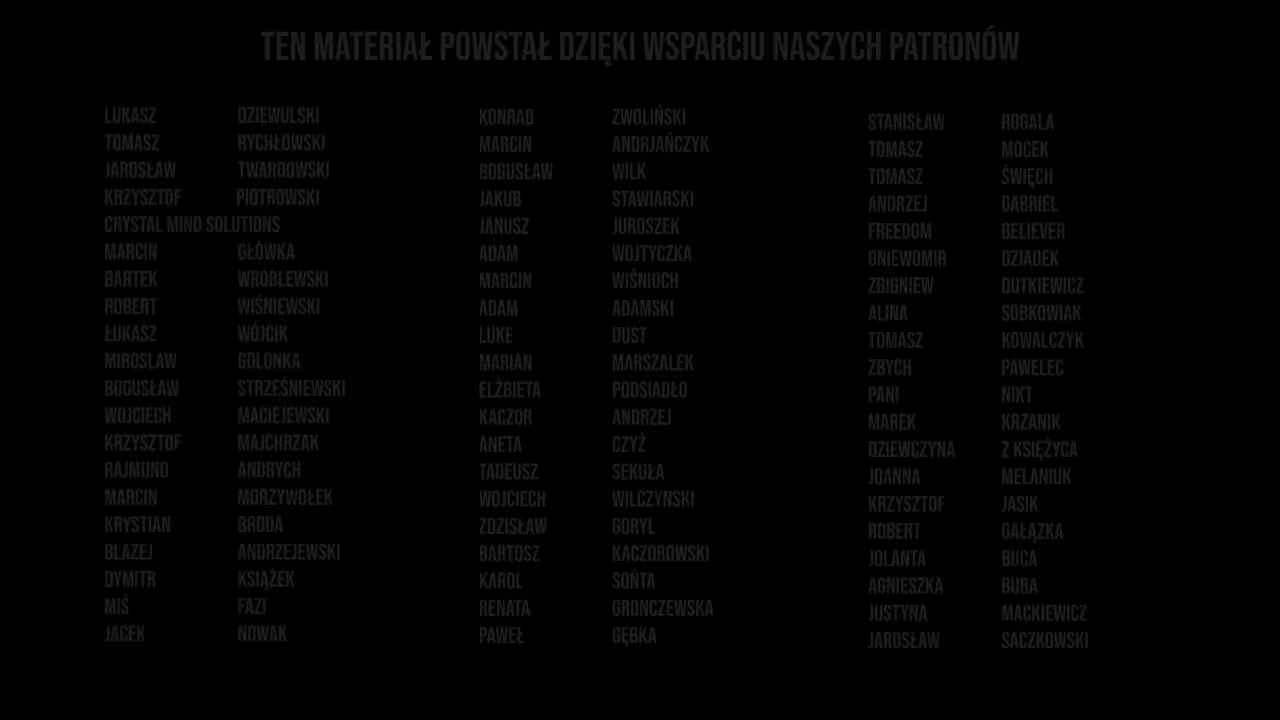 TEN MATERIAŁ POWSTAŁ DZIĘKI WSPARCIU NASZYCH PATRONÓW
LUKASZ DZIEWULSKI
TOMASZ RYCHŁOWSKI
JAROSŁAW TWARDOWSKI
KRZYSZTOF PIOTROWSKI
CRYSTAL MIND SOLUTIONS
MARCIN GŁÓWKA
BARTEK WROBLEWSKI
ROBERT WIŚNIEWSKI
ŁUKASZ WÓJCIK
MIROSLAW GOLONKA
BOGUSŁAW STRZEŚNIEWSKI
WOJCIECH MACIEJEWSKI
KRZYSZTOF MAJCHRZAK
RAJMUND ANDRYCH
MARCIN MORZYWOŁEK
KRYSTIAN BRODA
BLAZEJ ANDRZEJEWSKI
DYMITR KSIĄŻEK
MIŚ FAZI
JACEK NOWAK
KONRAD ZWOLIŃSKI
MARCIN ANDRJAŃCZYK
BOGUSŁAW WILK
JAKUB STAWIARSKI
JANUSZ JUROSZEK
ADAM WOJTYCZKA
MARCIN WIŚNIOCH
ADAM ADAMSKI
LUKE DUST
MARIAN MARSZALEK
ELŻBIETA PODSIADŁO
KACZOR ANDRZEJ
ANETA CZYŻ
TADEUSZ SEKUŁA
WOJCIECH WILCZYNSKI
ZDZISŁAW GORYL
BARTOSZ KACZOROWSKI
KAROL SOŃTA
RENATA GRONCZEWSKA
PAWEŁ GĘBKA
STANISŁAW ROGALA
TOMASZ MOCEK
TOMASZ ŚWIĘCH
ANDRZEJ GABRIEL
FREEDOM BELIEVER
GNIEWOMIR DZIADEK
ZBIGNIEW DUTKIEWICZ
ALINA SOBKOWIAK
TOMASZ KOWALCZYK
ZBYCH PAWELEC
PANI NIKT
MAREK KRZANIK
DZIEWCZYNA Z KSIĘŻYCA
JOANNA MELANIUK
KRZYSZTOF JASIK
ROBERT GAŁĄZKA
JOLANTA BUCA
AGNIESZKA BURA
JUSTYNA MACKIEWICZ
JAROSŁAW SACZKOWSKI